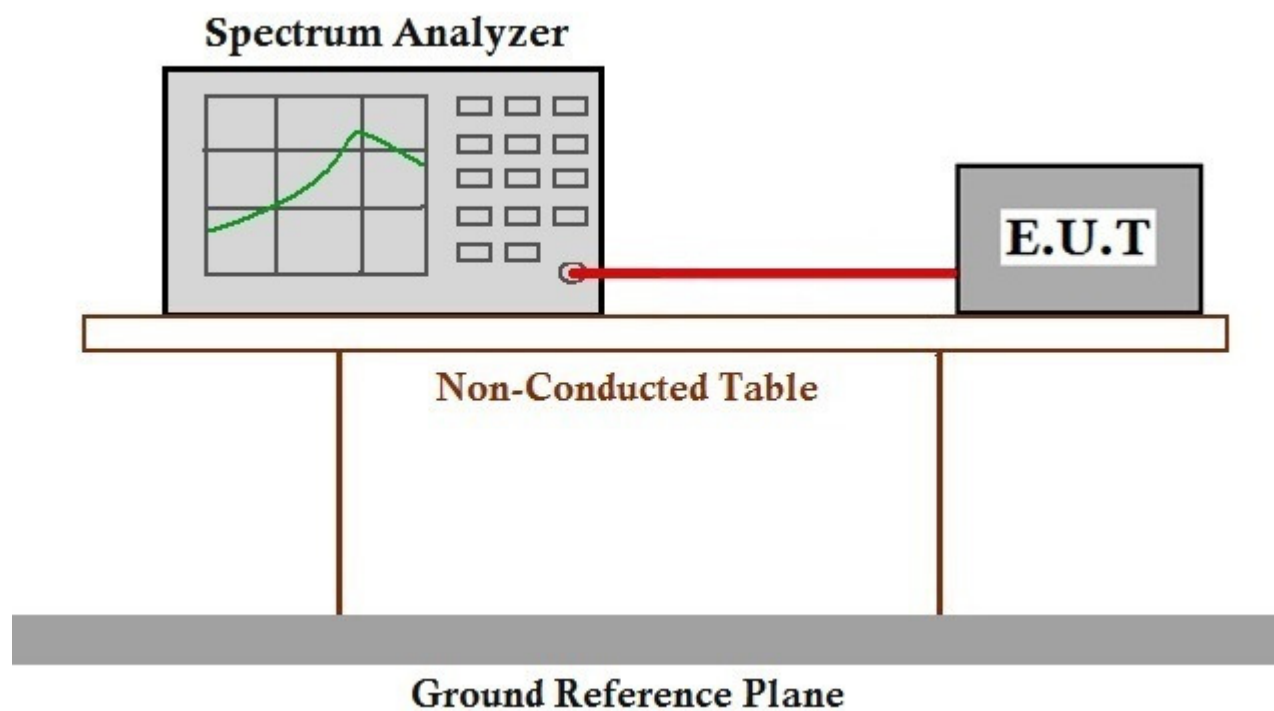 Spectrum Analyzer
E.U.T
Non-Conducted Table
Ground Reference Plane